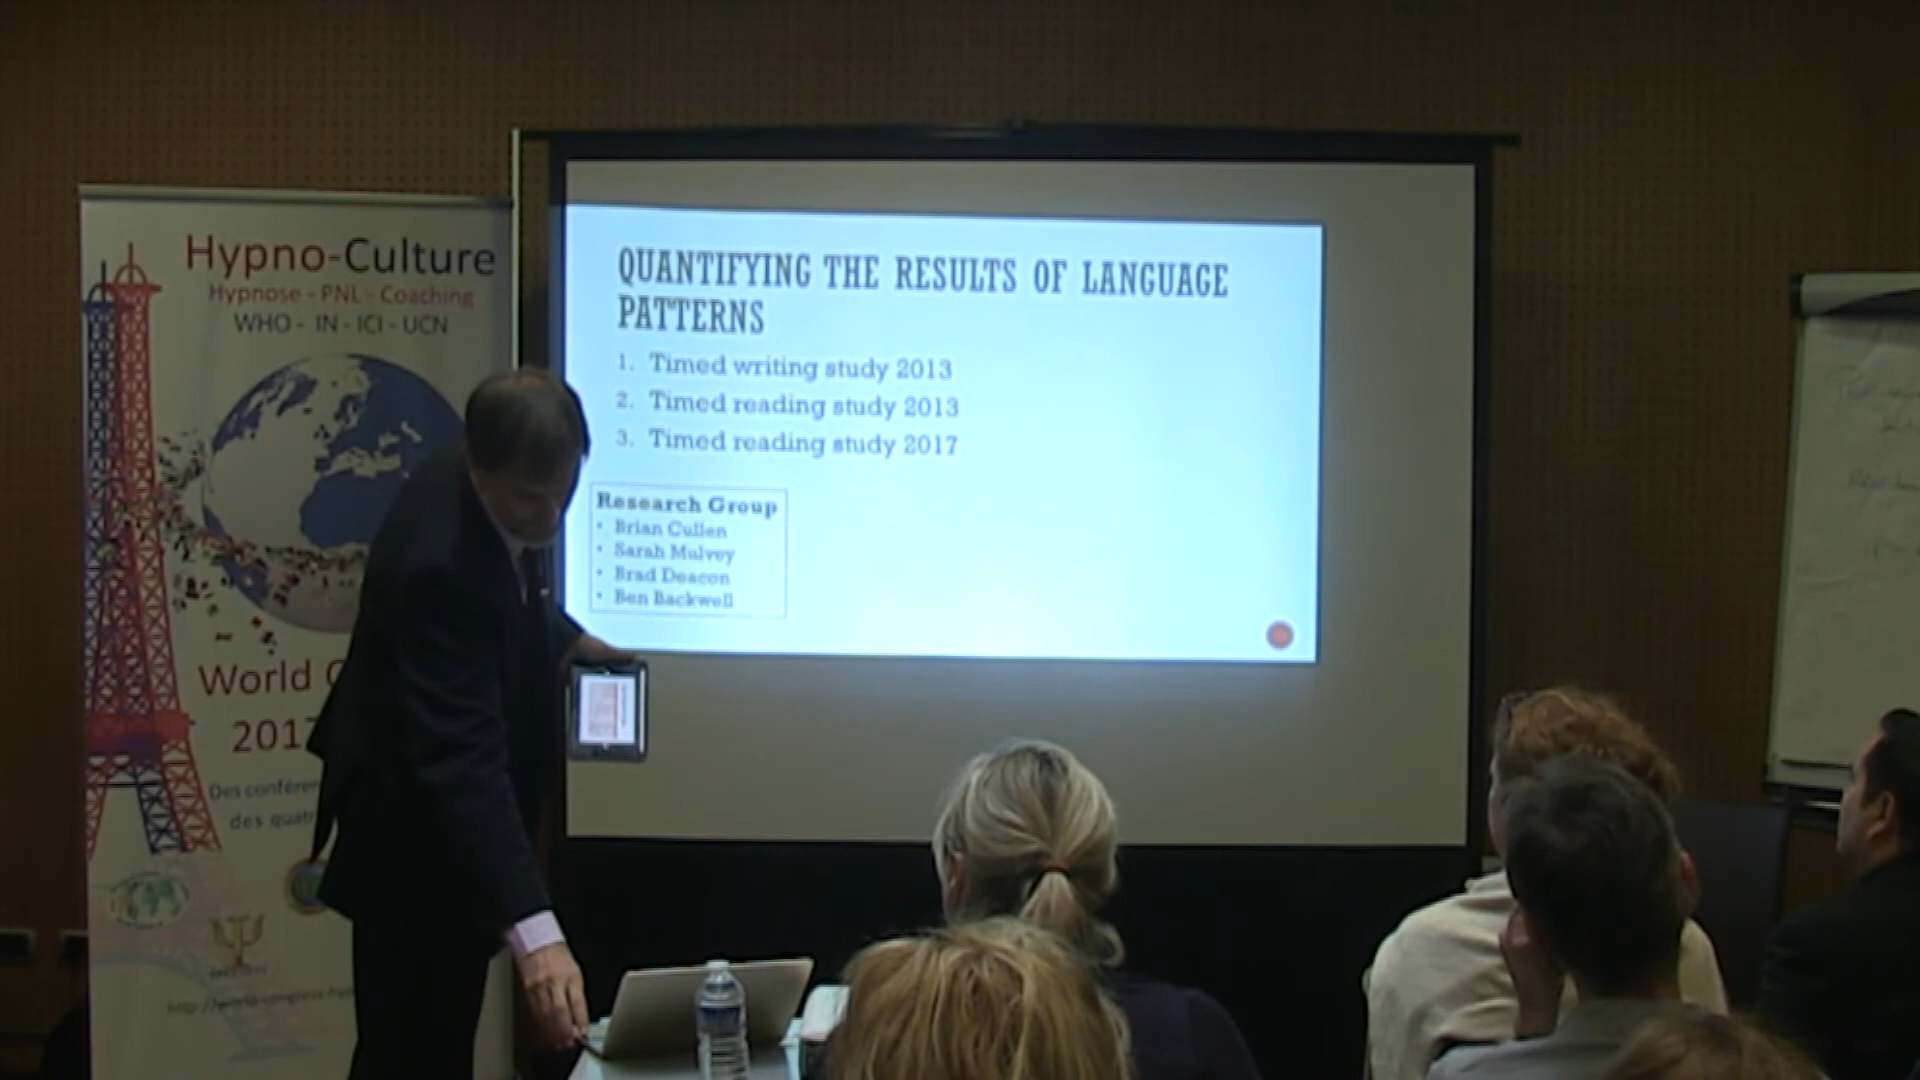 Hypno-Culture
Hypnose - PNL - Coaching
WHO - IN - ICI - UCN
World
2017
Des
des
QUANTIFYING THE RESULTS OF LANGUAGE
PATTERNS
1. Timed writing study 2013
2. Timed reading study 2013
3. Timed reading study 2017
Research Group
• Brian Cullen
• Sarah Mulvey
• Brad Deacon
• Ben Backwell